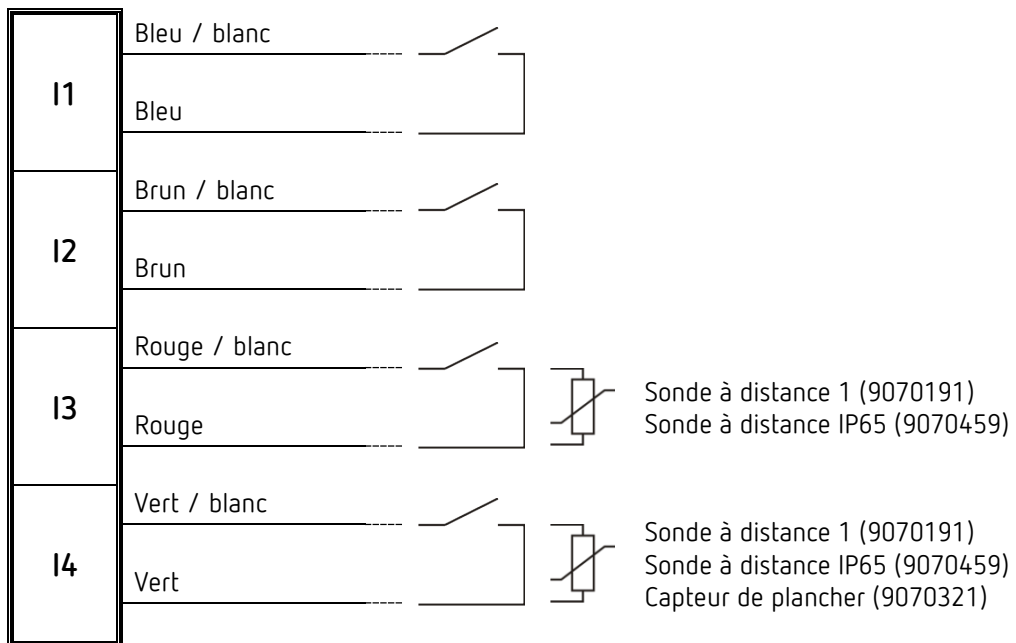 I1
Bleu / blanc
Bleu
I2
Brun / blanc
Brun
I3
Rouge / blanc
Rouge
Sonde à distance 1 (9070191)
Sonde à distance IP65 (9070459)
I4
Vert / blanc
Vert
Sonde à distance 1 (9070191)
Sonde à distance IP65 (9070459)
Capteur de plancher (9070321)